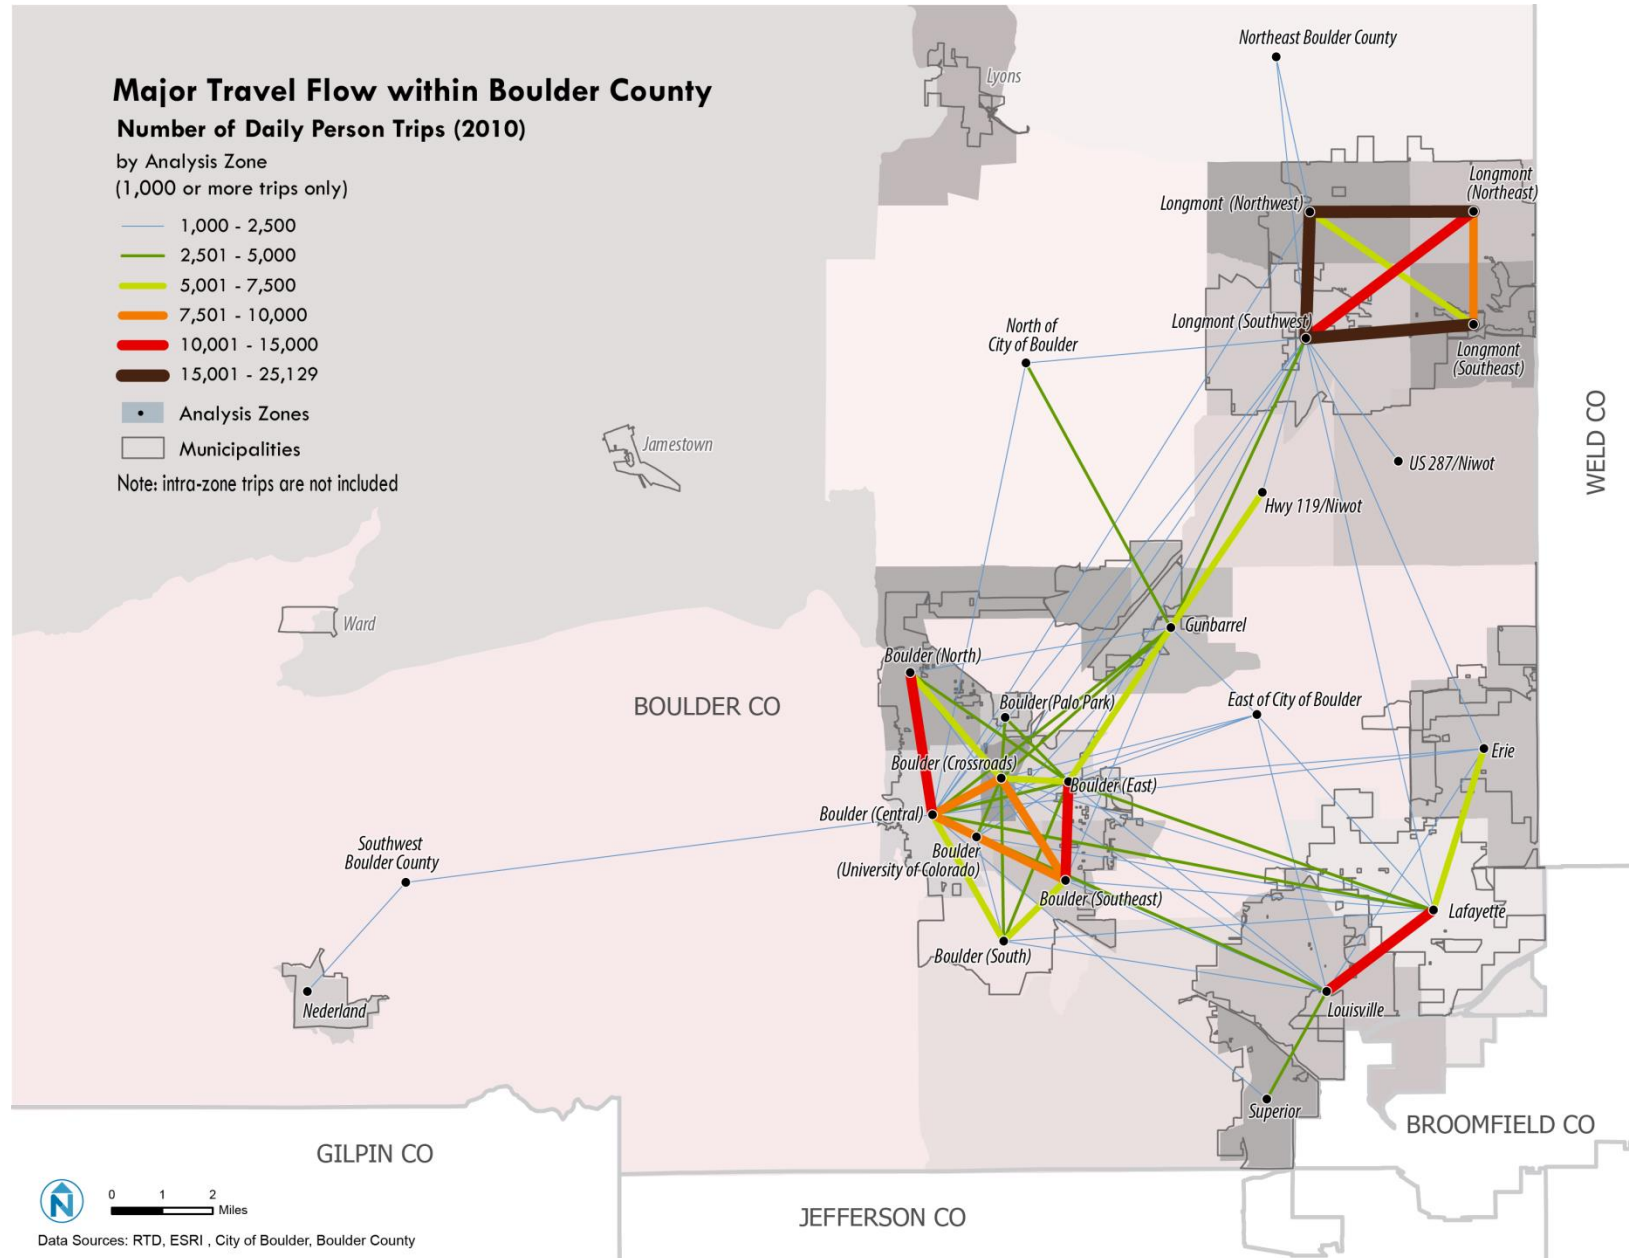 Major Travel Flow within Boulder County
Number of Daily Person Trips (2010)
by Analysis Zone
(1,000 or more trips only)
1,000 - 2,500
2,501 - 5,000
5,001 - 7,500
7,501 - 10,000
10,001 - 15,000
15,001 - 25,129
Analysis Zones
Municipalities
Note: intra-zone trips are not included
Northeast Boulder County
Lyons
Longmont
(Northeast)
Longmont (Northwest)
Longmont (Southwest)
Longmont
(Southeast)
North of
City of Boulder
WELD CO
Jamestown
US 287/Niwot
Hwy 119/Niwot
Ward
Gunbarrel
Boulder (North)
BOULDER CO
Boulder(Palo Park)
East of City of Boulder
Erie
Boulder (Crossroads)
Boulder (East)
Boulder (Central)
Southwest
Boulder County
Boulder
(University of Colorado)
Boulder (Southeast)
Lafayette
Boulder (South)
Nederland
Louisville
Superior
BROOMFIELD CO
GILPIN CO
JEFFERSON CO
N
0 1 2
Miles
Data Sources: RTD, ESRI , City of Boulder, Boulder County